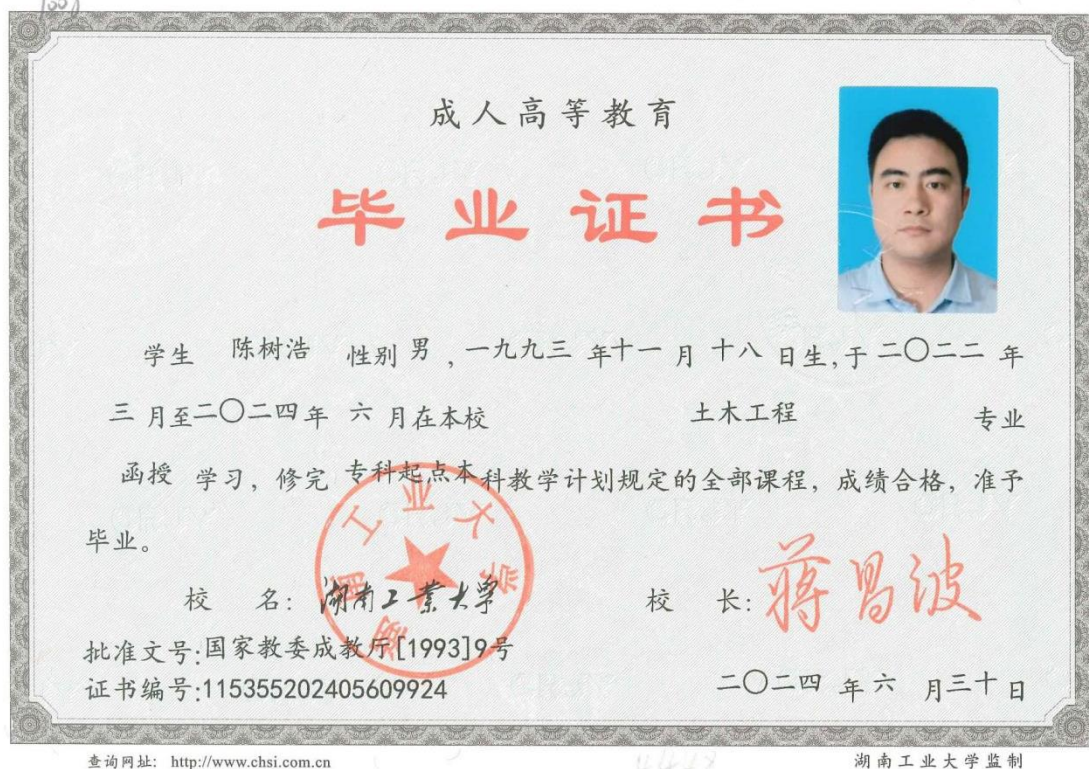 成人高等教育
毕业证书
学生 陈树浩 性别 男 ,一九九三 年十一 月 十八 日生,于 二〇二二 年
三 月至二〇二四年 六 月在本校 土木工程 专业
函授 学习,修完 专科起点本科教学计划规定的全部课程,成绩合格,准予
毕业。
校 名: 湖南工业大学 校 长: 蒋昌波
湖南工业大学
批准文号:国家教委成教厅[1993]9号
证书编号:115355202405609924 二〇二四 年 六 月三十 日
查询网址: http://www.chsi.com.cn 湖南工业大学监制